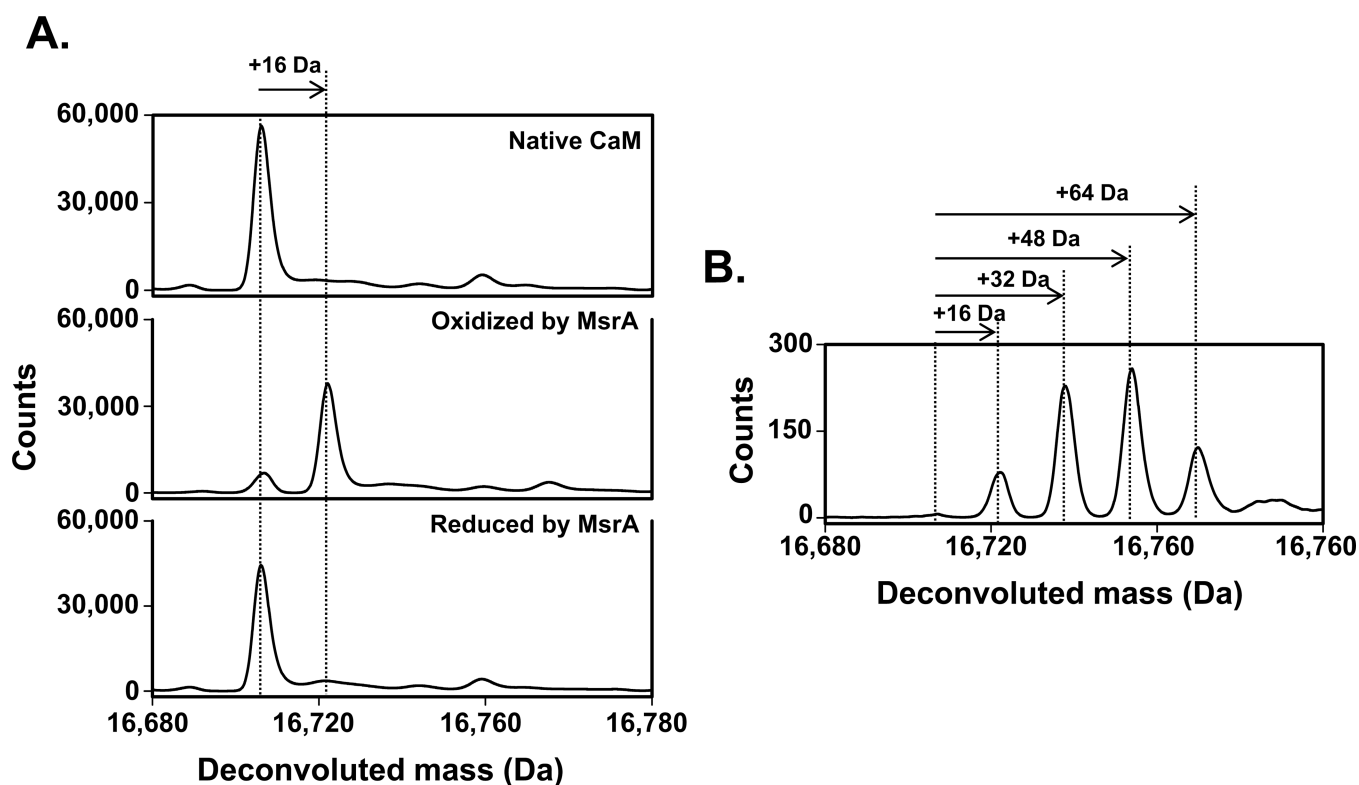 A.
+16 Da
60,000
Native CaM
30,000
0
60,000
Oxidized by MsrA
30,000
0
60,000
Reduced by MsrA
30,000
0
Counts
16,680
16,720
16,760
16,780
Deconvoluted mass (Da)
B.
+64 Da
+48 Da
+32 Da
+16 Da
300
150
0
Counts
16,680
16,720
16,760
16,760
Deconvoluted mass (Da)